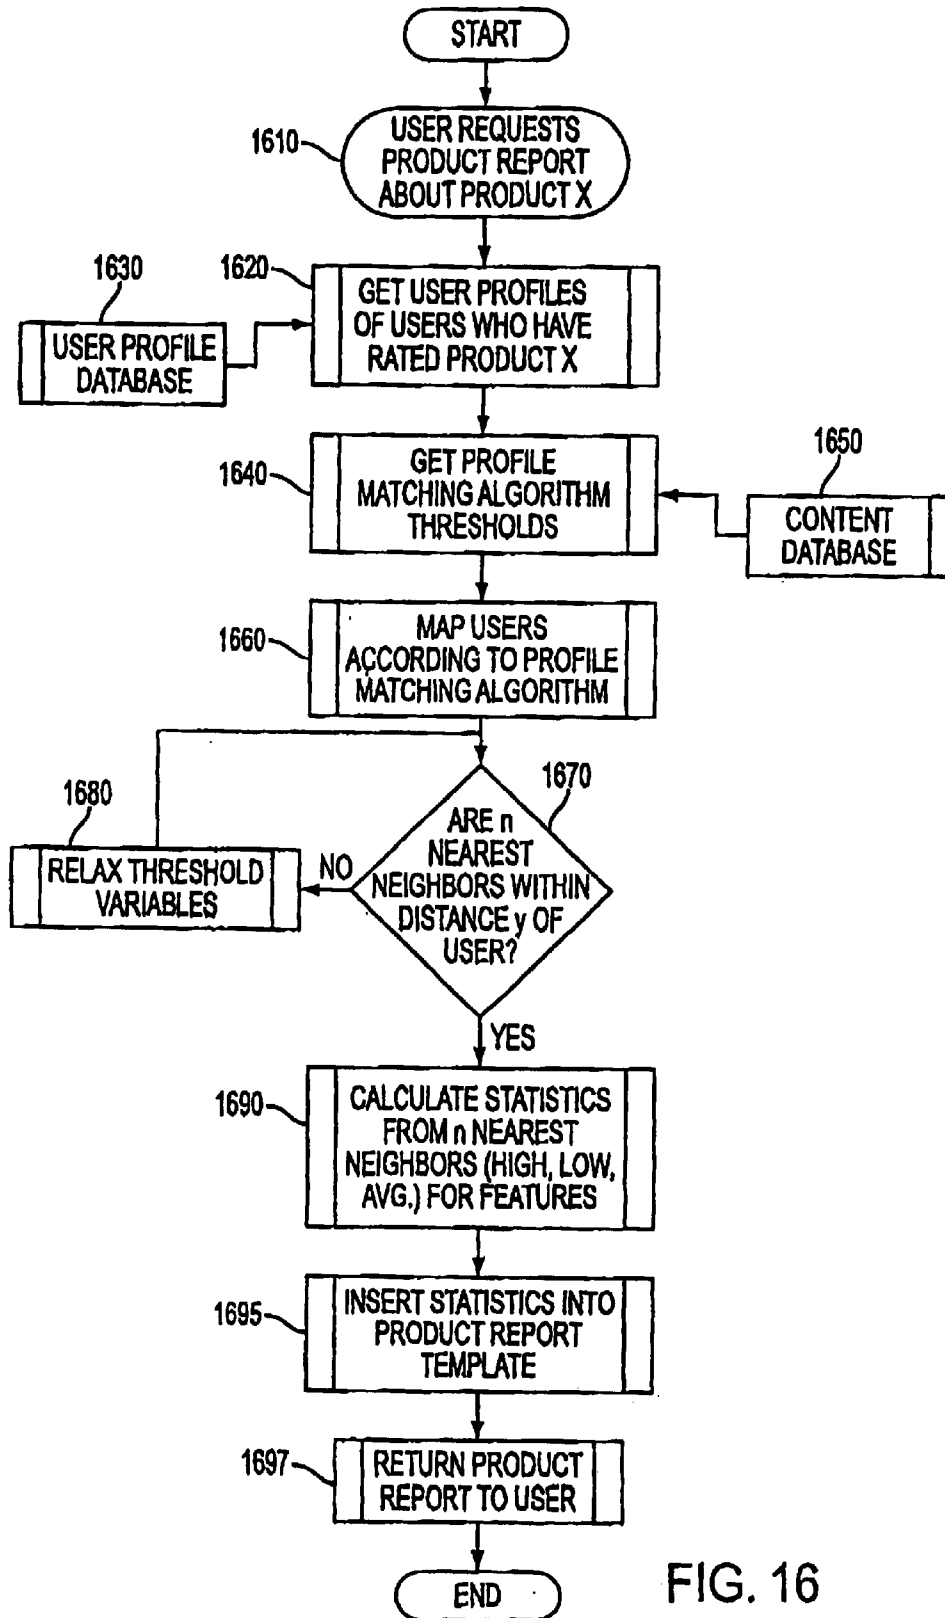 START
1610
USER REQUESTS
PRODUCT REPORT
ABOUT PRODUCT X
1630
1620
GET USER PROFILES
OF USERS WHO HAVE
RATED PRODUCT X
USER PROFILE
DATABASE
1640
GET PROFILE
MATCHING ALGORITHM
THRESHOLDS
1650
CONTENT
DATABASE
1660
MAP USERS
ACCORDING TO PROFILE
MATCHING ALGORITHM
1670
ARE n
NEAREST
NEIGHBORS WITHIN
DISTANCE y OF
USER?
1680
NO
RELAX THRESHOLD
VARIABLES
YES
1690
CALCULATE STATISTICS
FROM n NEAREST
NEIGHBORS (HIGH, LOW,
AVG.) FOR FEATURES
1695
INSERT STATISTICS INTO
PRODUCT REPORT
TEMPLATE
1697
RETURN PRODUCT
REPORT TO USER
END
FIG. 16